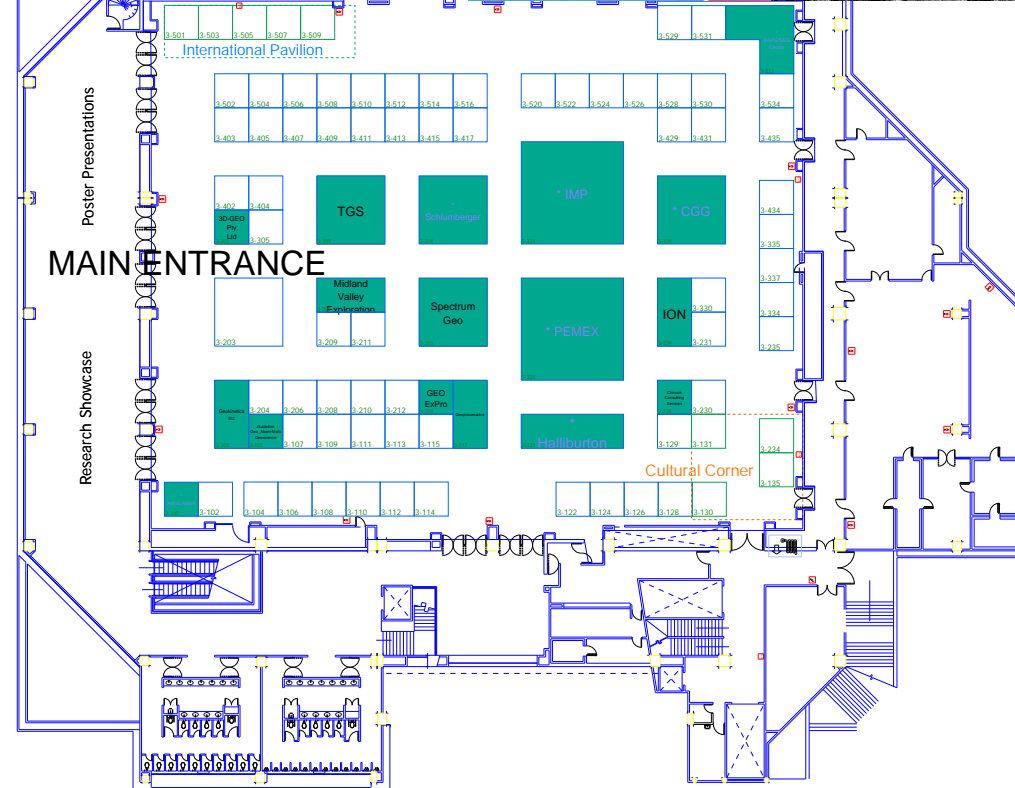 3-501 3-503 3-505 3-507 3-509
International Pavilion
3-529 3-531
3-502 3-504 3-506 3-508 3-510 3-512 3-514 3-516
3-520 3-522 3-524 3-526 3-528 3-530
3-534
3-403 3-405 3-407 3-409 3-411 3-413 3-415 3-417
3-429 3-431
3-435
Poster Presentations
3-402 3-404
3D-GEO
Pty
Ltd
3-305
TGS
*
Schlumberger
* IMP
* CGG
3-434
3-335
MAIN ENTRANCE
3-203
Midland
Valley
Exploration
3-209 3-211
Spectrum
Geo
* PEMEX
ION
3-330
3-231
3-337
3-334
3-235
Research Showcase
3-204 3-206 3-208 3-210 3-212
GEO
ExPro
3-107 3-109 3-111 3-113 3-115
*
Halliburton
Climate
Consulting
Services
3-230
3-129 3-131
Cultural Corner
3-234
3-135
3-102
3-104 3-106 3-108 3-110 3-112 3-114
3-122 3-124 3-126 3-128 3-130